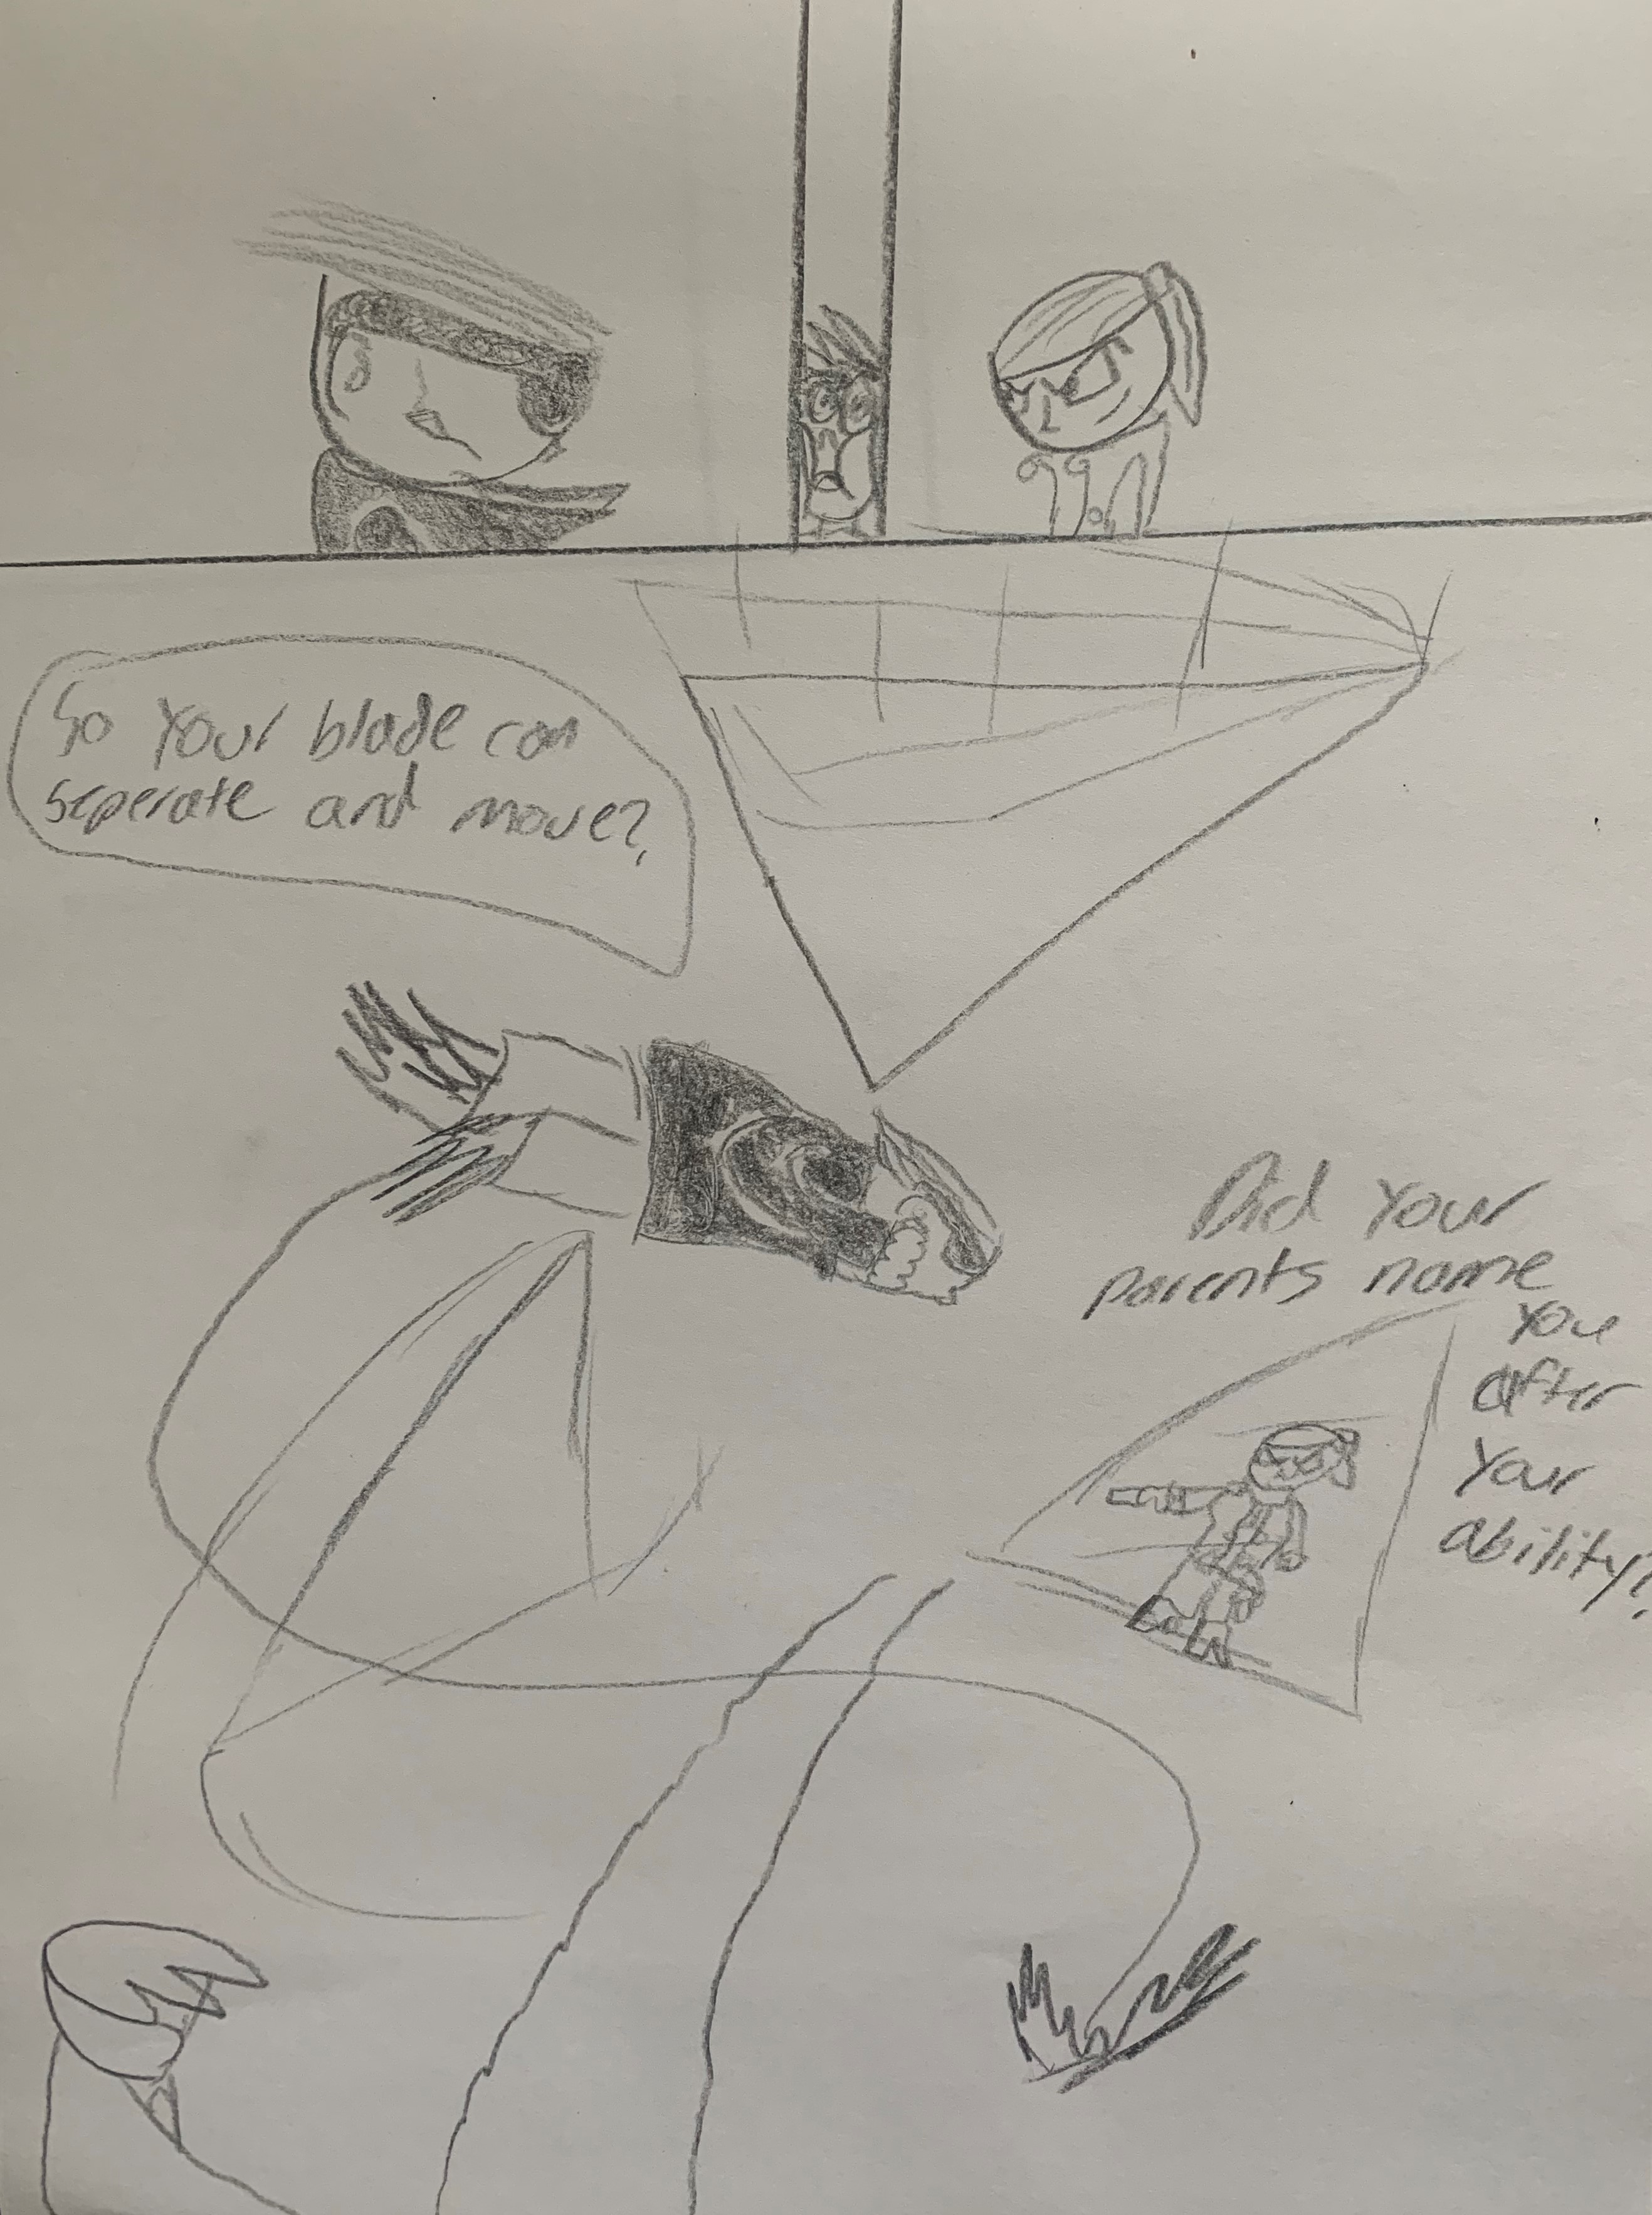 So Your blade can
seperate and move?
Did Your
parents name
You
after
Your
ability?